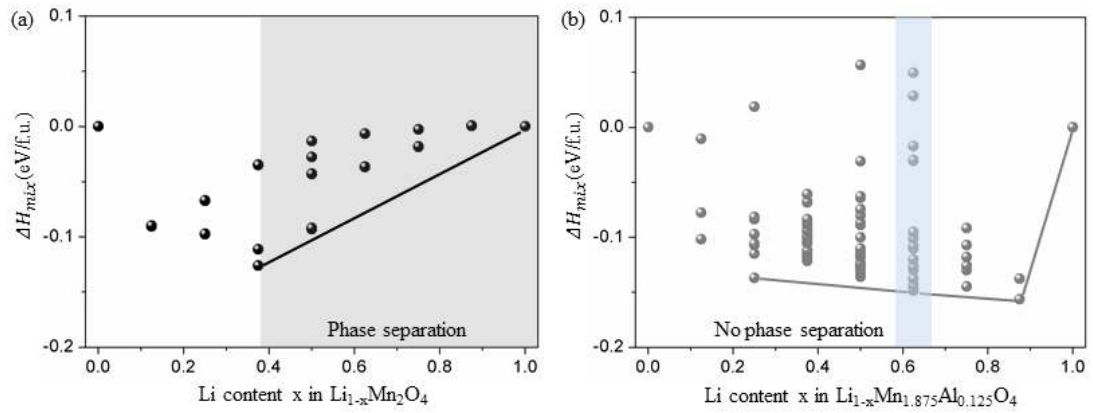 (a)
0.1
0.0
-0.1
-0.2
ΔH_mix (eV/f.u.)
Phase separation
0.0 0.2 0.4 0.6 0.8 1.0
Li content x in Li₁₋ₓMn₂O₄
(b)
0.1
0.0
-0.1
-0.2
ΔH_mix (eV/f.u.)
No phase separation
0.0 0.2 0.4 0.6 0.8 1.0
Li content x in Li₁₋ₓMn₁.₈₇₅Al₀.₁₂₅O₄